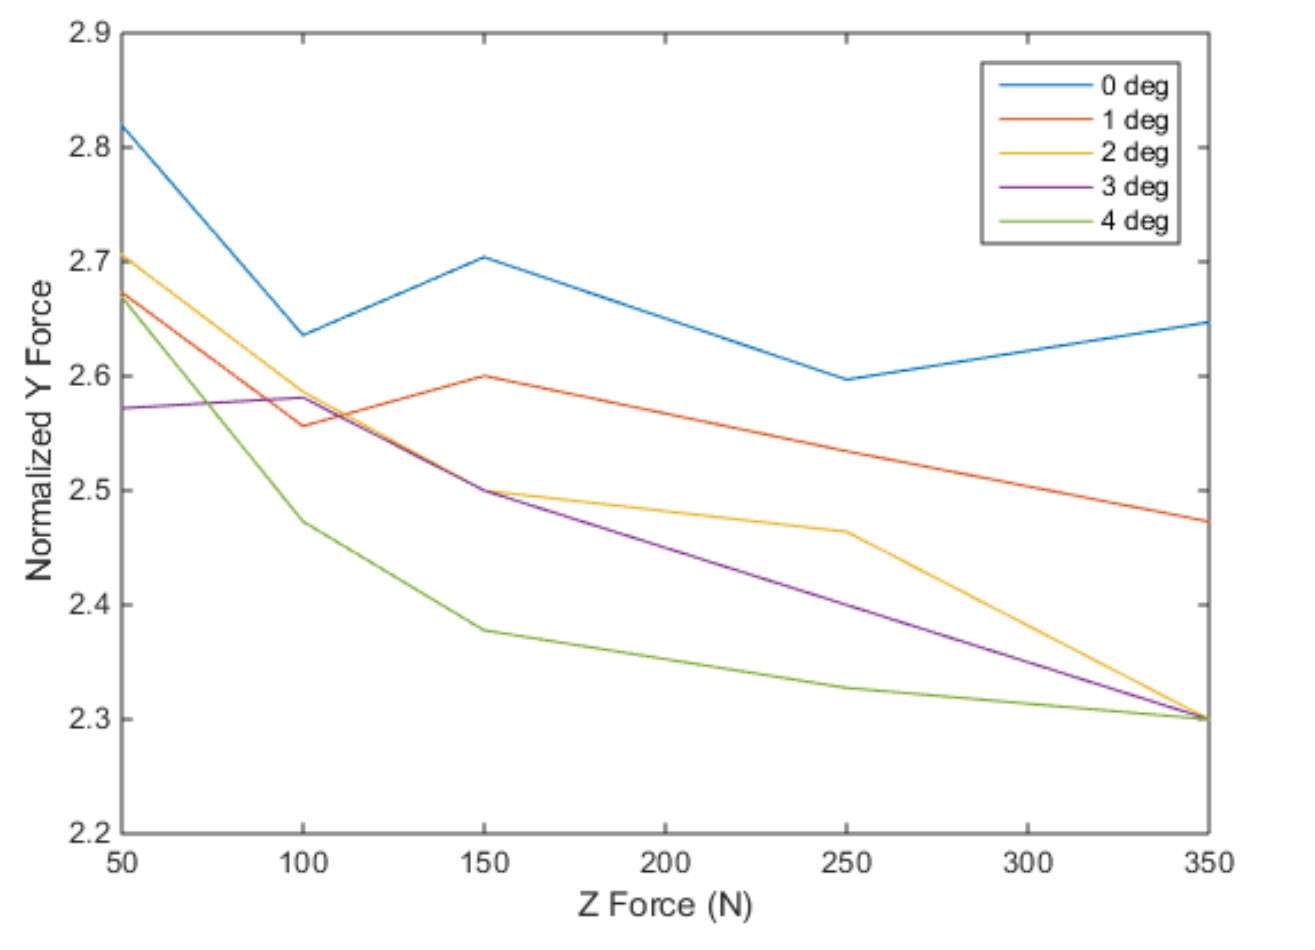 2.9
2.8
2.7
2.6
2.5
2.4
2.3
2.2
Normalized Y Force
50 100 150 200 250 300 350
Z Force (N)
0 deg
1 deg
2 deg
3 deg
4 deg